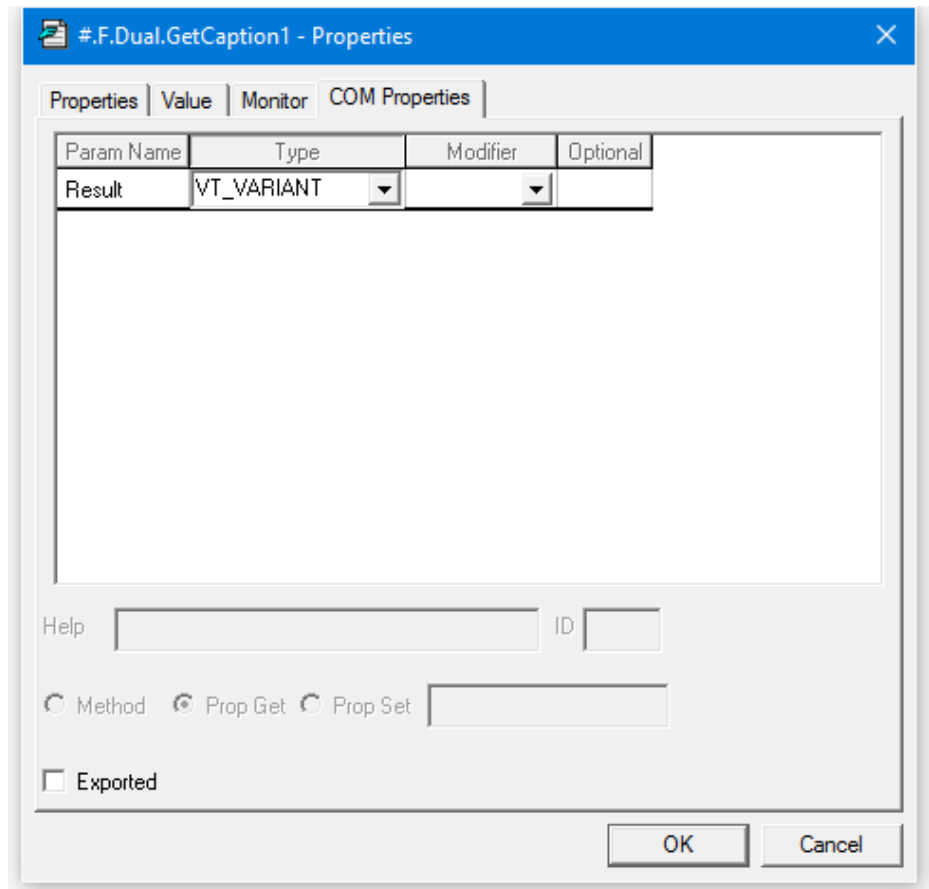 #.F.Dual.GetCaption1 - Properties
Properties Value Monitor COM Properties
Param Name Type Modifier Optional
Result VT_VARIANT
Help ID
Method Prop Get Prop Set
Exported
OK Cancel